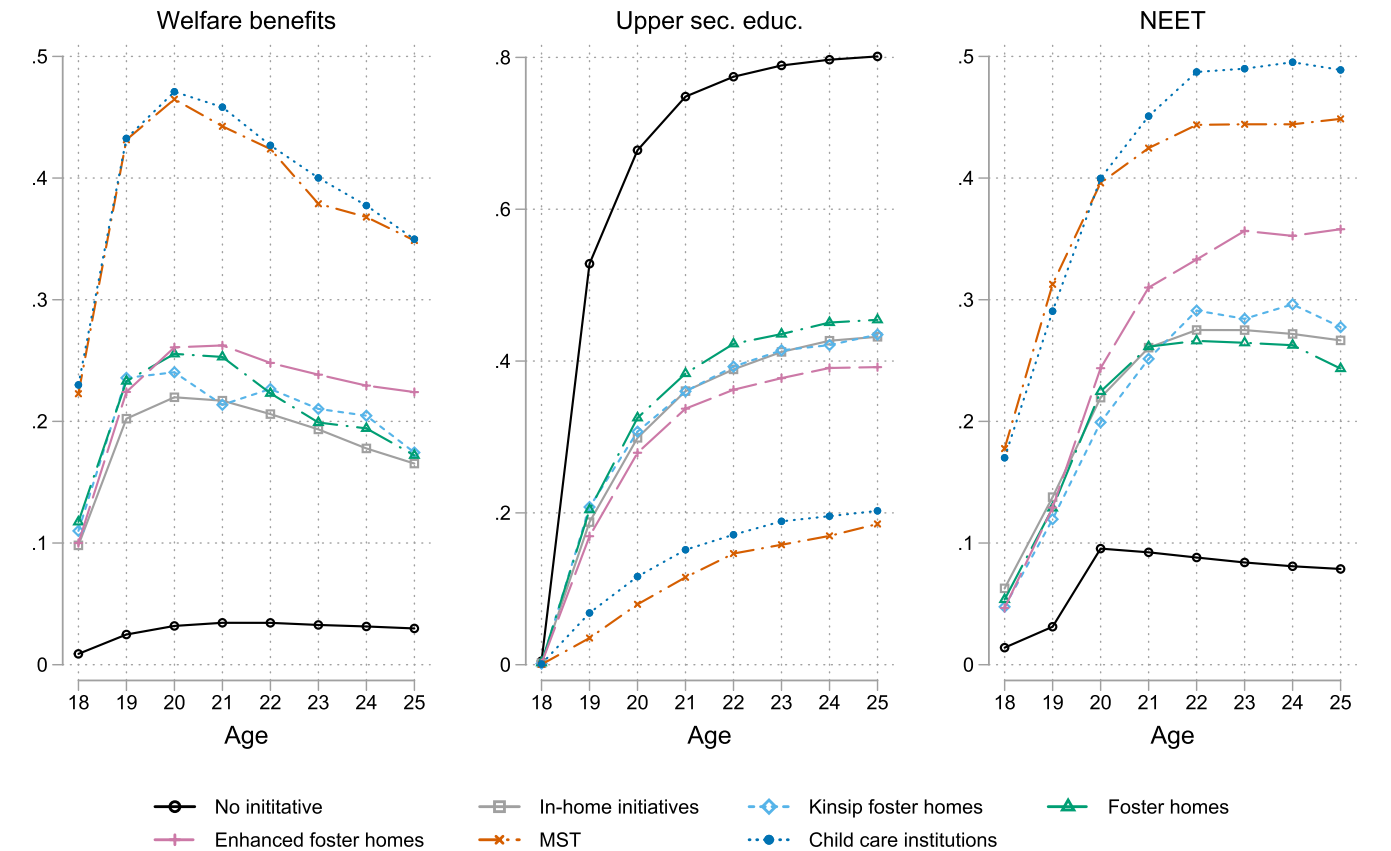 Welfare benefits
.5
.4
.3
.2
.1
0
18 19 20 21 22 23 24 25
Age
Upper sec. educ.
.8
.6
.4
.2
0
18 19 20 21 22 23 24 25
Age
NEET
.5
.4
.3
.2
.1
0
18 19 20 21 22 23 24 25
Age
No inititative
In-home initiatives
Kinsip foster homes
Foster homes
Enhanced foster homes
MST
Child care institutions